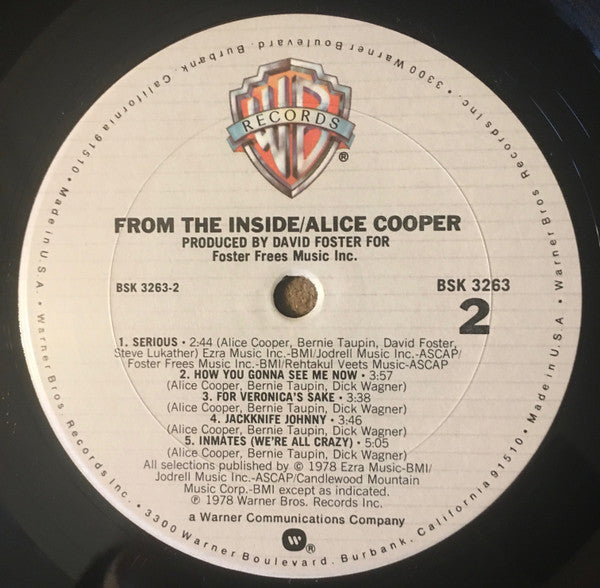 WB
RECORDS
®
FROM THE INSIDE/ALICE COOPER
PRODUCED BY DAVID FOSTER FOR
Foster Frees Music Inc.
BSK 3263-2
BSK 3263
2
1. SERIOUS • 2:44 (Alice Cooper, Bernie Taupin, David Foster,
Steve Lukather) Ezra Music Inc.-BMI/Jodrell Music Inc.-ASCAP/
Foster Frees Music Inc.-BMI/Rehtakul Veets Music-ASCAP
2. HOW YOU GONNA SEE ME NOW • 3:57
(Alice Cooper, Bernie Taupin, Dick Wagner)
3. FOR VERONICA'S SAKE • 3:38
(Alice Cooper, Bernie Taupin, Dick Wagner)
4. JACKKNIFE JOHNNY • 3:46
(Alice Cooper, Bernie Taupin, Dick Wagner)
5. INMATES (WE'RE ALL CRAZY) • 5:05
(Alice Cooper, Bernie Taupin, Dick Wagner)
All selections published by © 1978 Ezra Music-BMI/
Jodrell Music Inc.-ASCAP/Candlewood Mountain
Music Corp.-BMI except as indicated.
℗ 1978 Warner Bros. Records Inc.
a Warner Communications Company
®
Warner Bros. Records Inc. • 3300 Warner Boulevard, Burbank, California 91510 • Made in U.S.A. • Warner Bros. Records Inc. • 3300 Warner Boulevard, Burbank, California 91510 • Made in U.S.A. •